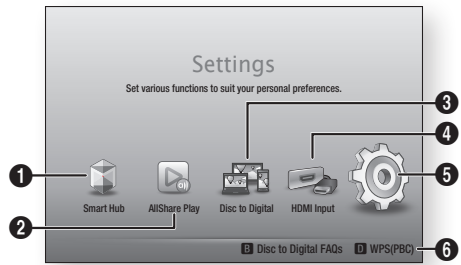 Settings
Set various functions to suit your personal preferences.
3
4
1
5
Smart Hub AllShare Play Disc to Digital HDMI Input
2
B Disc to Digital FAQs D WPS(PBC) 6